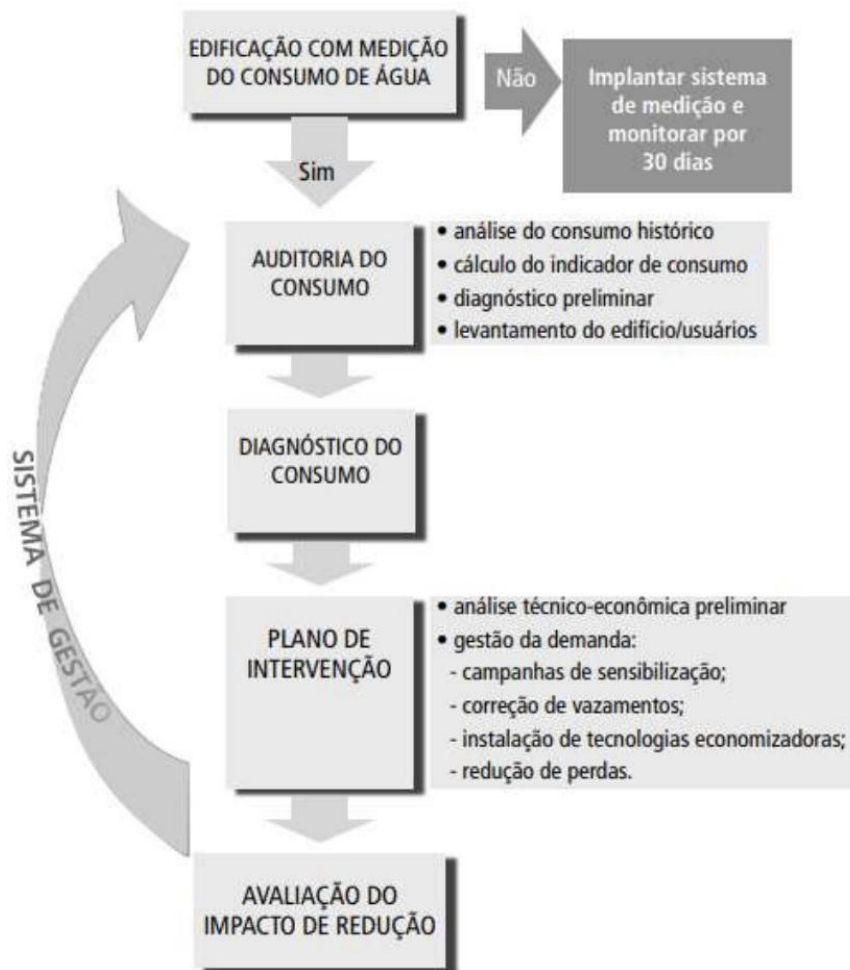 EDIFICAÇÃO COM MEDIÇÃO
DO CONSUMO DE ÁGUA
Não
Implantar sistema
de medição e
monitorar por
30 dias
Sim
AUDITORIA DO
CONSUMO
• análise do consumo histórico
• cálculo do indicador de consumo
• diagnóstico preliminar
• levantamento do edifício/usuários
DIAGNÓSTICO DO
CONSUMO
SISTEMA DE GESTÃO
PLANO DE
INTERVENÇÃO
• análise técnico-econômica preliminar
• gestão da demanda:
- campanhas de sensibilização;
- correção de vazamentos;
- instalação de tecnologias economizadoras;
- redução de perdas.
AVALIAÇÃO DO
IMPACTO DE REDUÇÃO